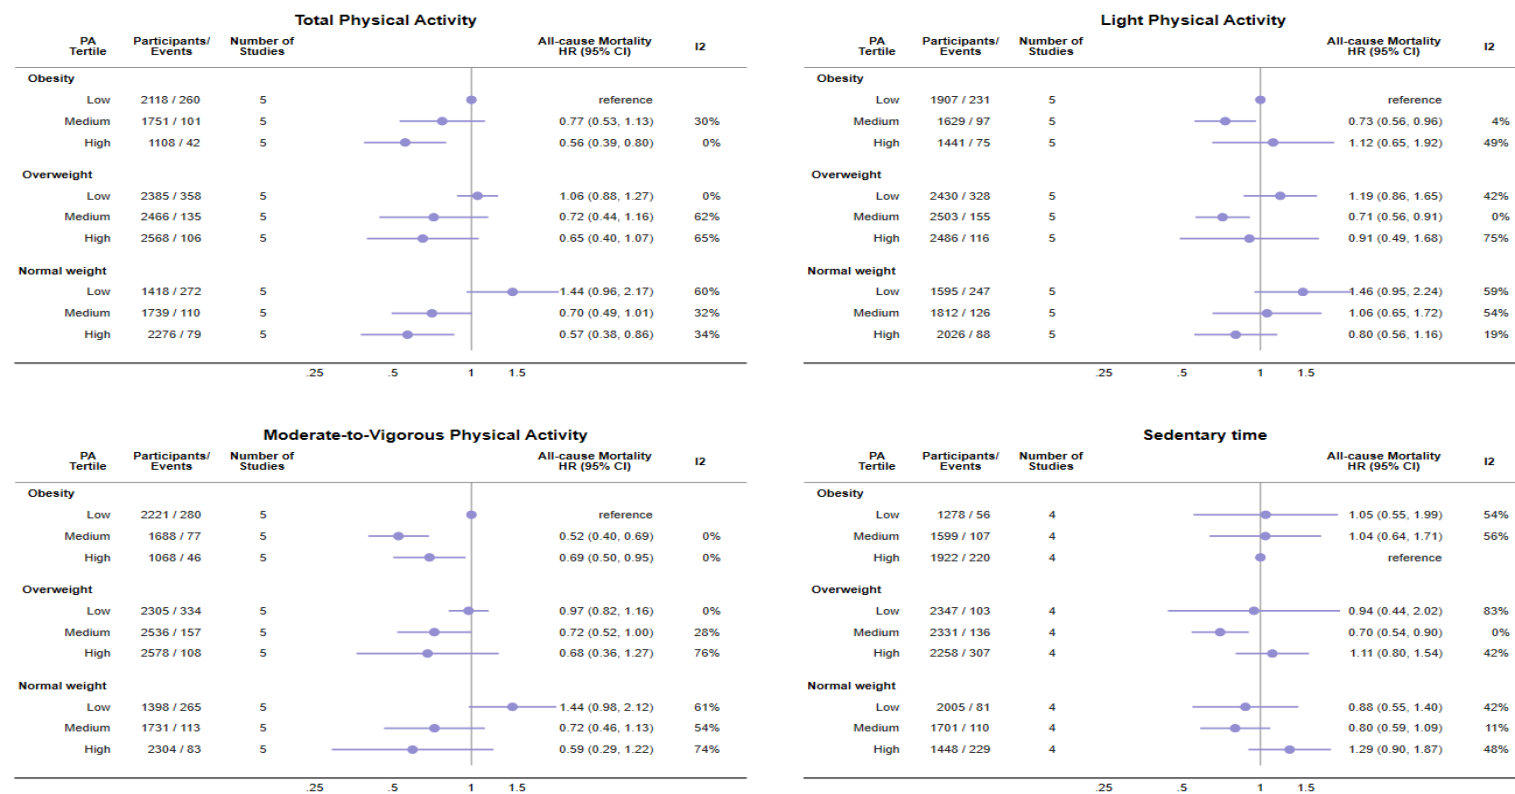 Total Physical Activity
PA Tertile Participants/ Events Number of Studies All-cause Mortality HR (95% CI) I2
Obesity
Low 2118 / 260 5 reference
Medium 1751 / 101 5 0.77 (0.53, 1.13) 30%
High 1108 / 42 5 0.56 (0.39, 0.80) 0%
Overweight
Low 2385 / 358 5 1.06 (0.88, 1.27) 0%
Medium 2466 / 135 5 0.72 (0.44, 1.16) 62%
High 2568 / 106 5 0.65 (0.40, 1.07) 65%
Normal weight
Low 1418 / 272 5 1.44 (0.96, 2.17) 60%
Medium 1739 / 110 5 0.70 (0.49, 1.01) 32%
High 2276 / 79 5 0.57 (0.38, 0.86) 34%
.25 .5 1 1.5
Light Physical Activity
PA Tertile Participants/ Events Number of Studies All-cause Mortality HR (95% CI) I2
Obesity
Low 1907 / 231 5 reference
Medium 1629 / 97 5 0.73 (0.56, 0.96) 4%
High 1441 / 75 5 1.12 (0.65, 1.92) 49%
Overweight
Low 2430 / 328 5 1.19 (0.86, 1.65) 42%
Medium 2503 / 155 5 0.71 (0.56, 0.91) 0%
High 2486 / 116 5 0.91 (0.49, 1.68) 75%
Normal weight
Low 1595 / 247 5 1.46 (0.95, 2.24) 59%
Medium 1812 / 126 5 1.06 (0.65, 1.72) 54%
High 2026 / 88 5 0.80 (0.56, 1.16) 19%
.25 .5 1 1.5
Moderate-to-Vigorous Physical Activity
PA Tertile Participants/ Events Number of Studies All-cause Mortality HR (95% CI) I2
Obesity
Low 2221 / 280 5 reference
Medium 1688 / 77 5 0.52 (0.40, 0.69) 0%
High 1068 / 46 5 0.69 (0.50, 0.95) 0%
Overweight
Low 2305 / 334 5 0.97 (0.82, 1.16) 0%
Medium 2536 / 157 5 0.72 (0.52, 1.00) 28%
High 2578 / 108 5 0.68 (0.36, 1.27) 76%
Normal weight
Low 1398 / 265 5 1.44 (0.98, 2.12) 61%
Medium 1731 / 113 5 0.72 (0.46, 1.13) 54%
High 2304 / 83 5 0.59 (0.29, 1.22) 74%
.25 .5 1 1.5
Sedentary time
PA Tertile Participants/ Events Number of Studies All-cause Mortality HR (95% CI) I2
Obesity
Low 1278 / 56 4 1.05 (0.55, 1.99) 54%
Medium 1599 / 107 4 1.04 (0.64, 1.71) 56%
High 1922 / 220 4 reference
Overweight
Low 2347 / 103 4 0.94 (0.44, 2.02) 83%
Medium 2331 / 136 4 0.70 (0.54, 0.90) 0%
High 2258 / 307 4 1.11 (0.80, 1.54) 42%
Normal weight
Low 2005 / 81 4 0.88 (0.55, 1.40) 42%
Medium 1701 / 110 4 0.80 (0.59, 1.09) 11%
High 1448 / 229 4 1.29 (0.90, 1.87) 48%
.25 .5 1 1.5